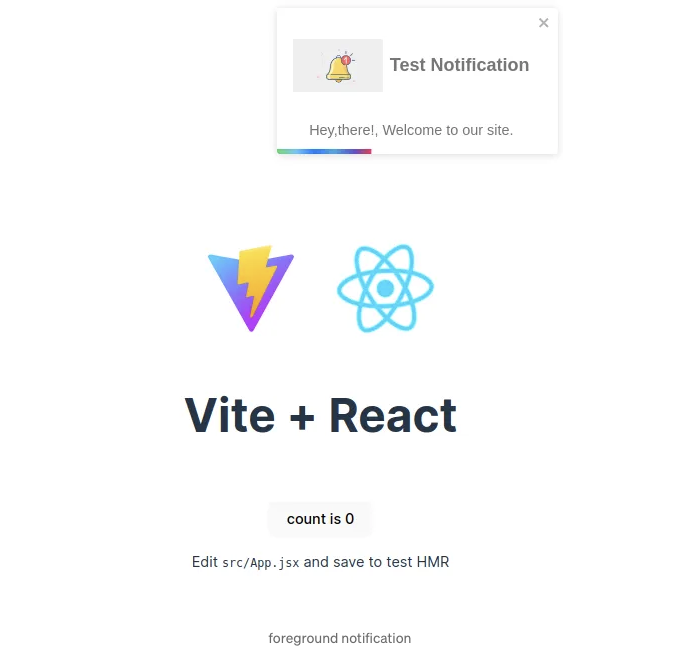 ×
Test Notification
Hey,there!, Welcome to our site.
Vite + React
count is 0
Edit src/App.jsx and save to test HMR
foreground notification